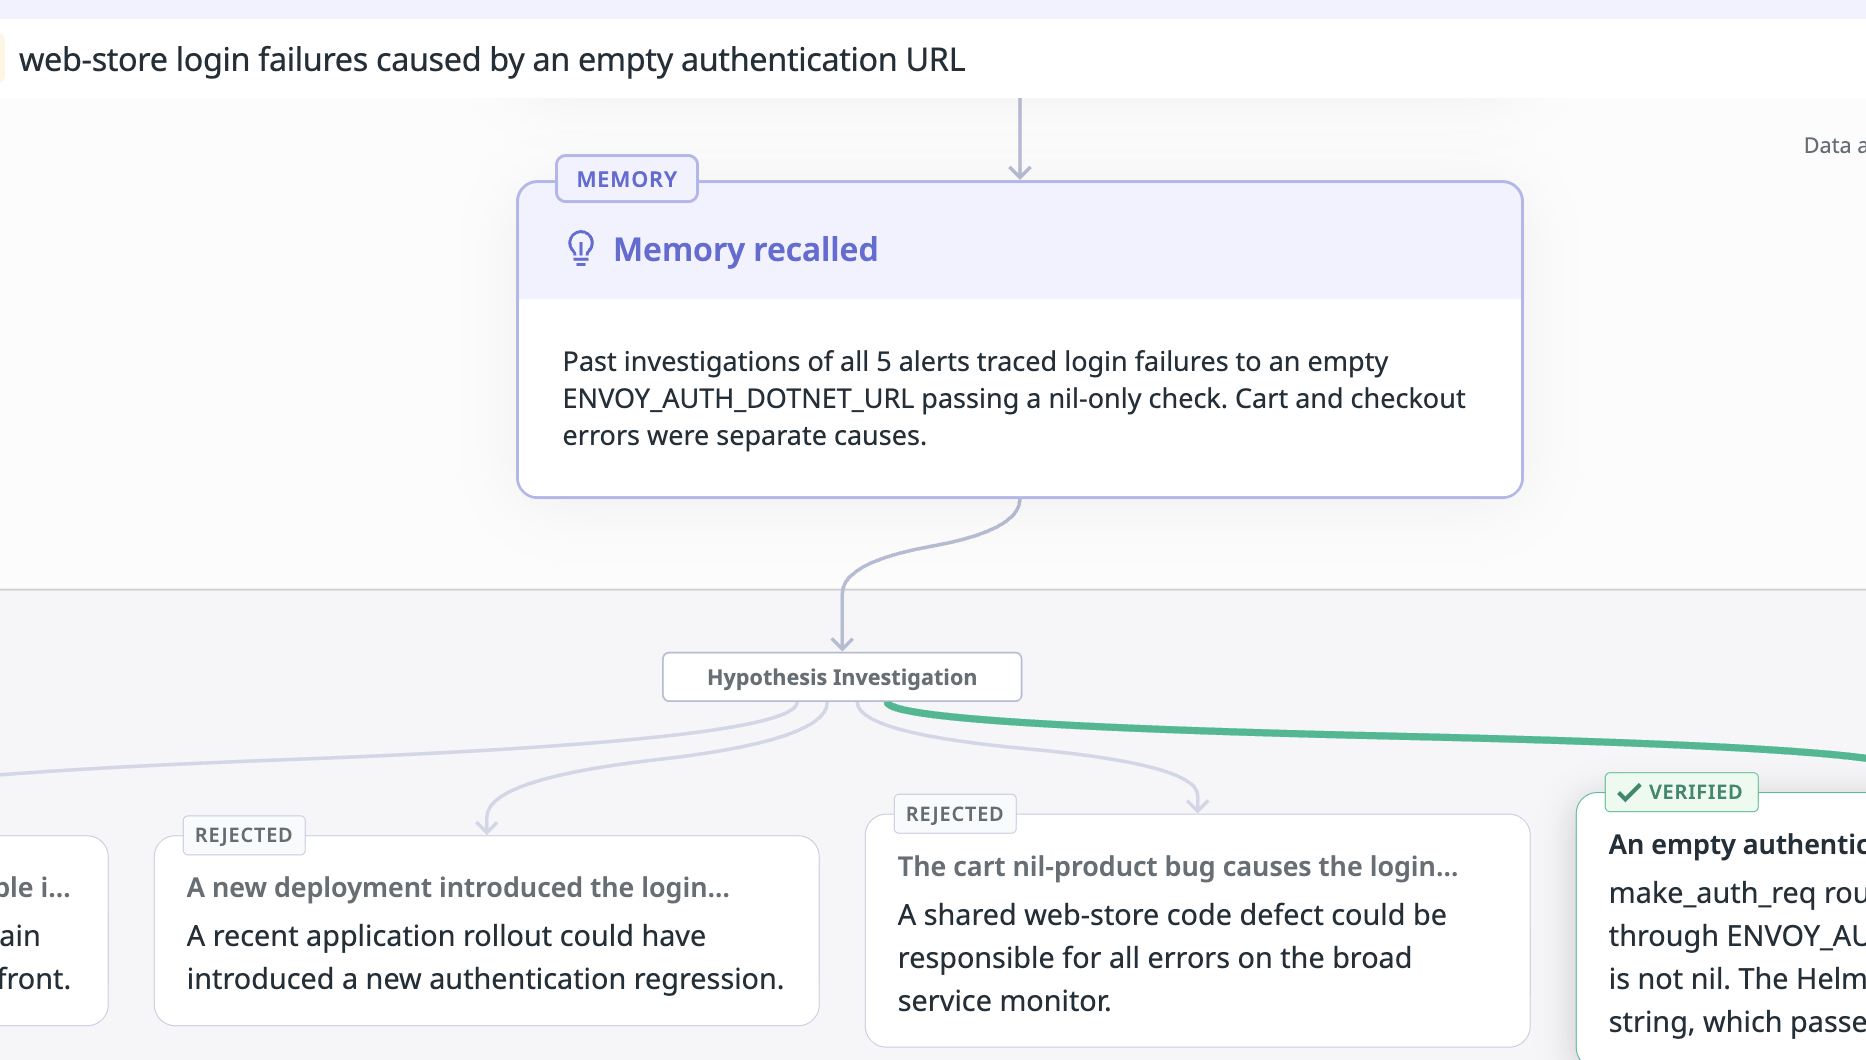 web-store login failures caused by an empty authentication URL
Data a
MEMORY
Memory recalled
Past investigations of all 5 alerts traced login failures to an empty
ENVOY_AUTH_DOTNET_URL passing a nil-only check. Cart and checkout
errors were separate causes.
Hypothesis Investigation
ple i...
ain
front.
REJECTED
A new deployment introduced the login...
A recent application rollout could have
introduced a new authentication regression.
REJECTED
The cart nil-product bug causes the login...
A shared web-store code defect could be
responsible for all errors on the broad
service monitor.
VERIFIED
An empty authentic
make_auth_req rou
through ENVOY_AU
is not nil. The Helm
string, which passe